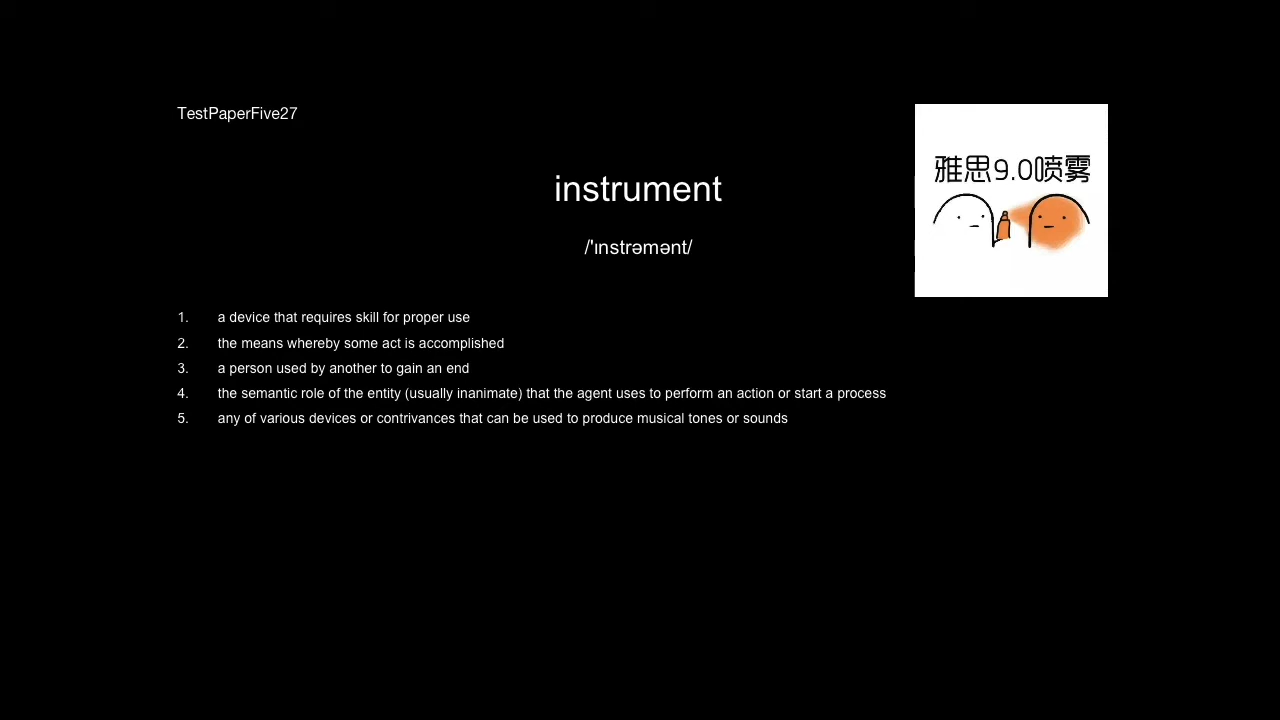 TestPaperFive27
雅思9.0喷雾
instrument
/'ɪnstrəmənt/
1. a device that requires skill for proper use
2. the means whereby some act is accomplished
3. a person used by another to gain an end
4. the semantic role of the entity (usually inanimate) that the agent uses to perform an action or start a process
5. any of various devices or contrivances that can be used to produce musical tones or sounds